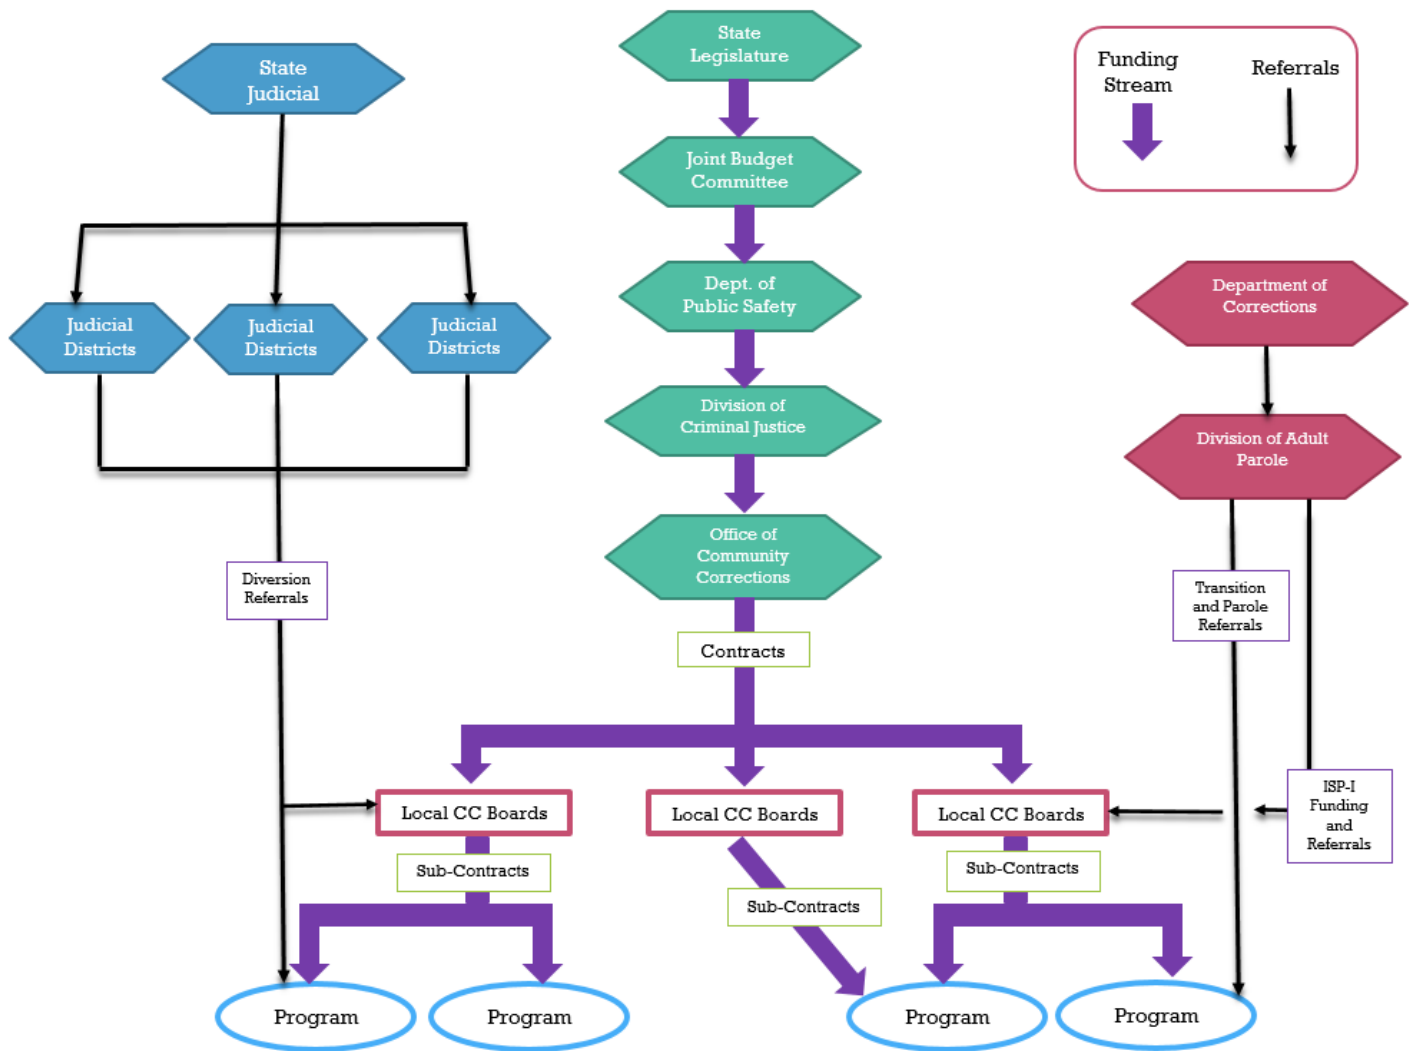 State
Legislature
State
Judicial
Funding
Stream
Referrals
Joint Budget
Committee
Dept. of
Public Safety
Department of
Corrections
Judicial
Districts
Judicial
Districts
Judicial
Districts
Division of
Criminal Justice
Division of Adult
Parole
Office of
Community
Corrections
Diversion
Referrals
Transition
and Parole
Referrals
Contracts
ISP-I
Funding
and
Referrals
Local CC Boards
Local CC Boards
Local CC Boards
Sub-Contracts
Sub-Contracts
Sub-Contracts
Program
Program
Program
Program